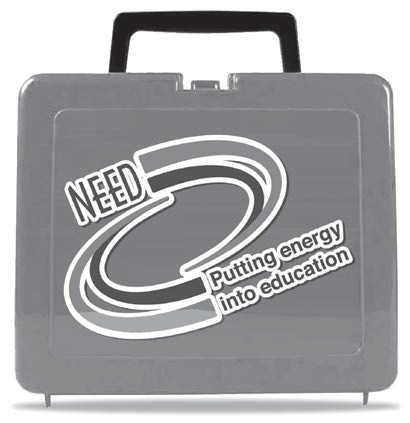 NEED
Putting energy
into education